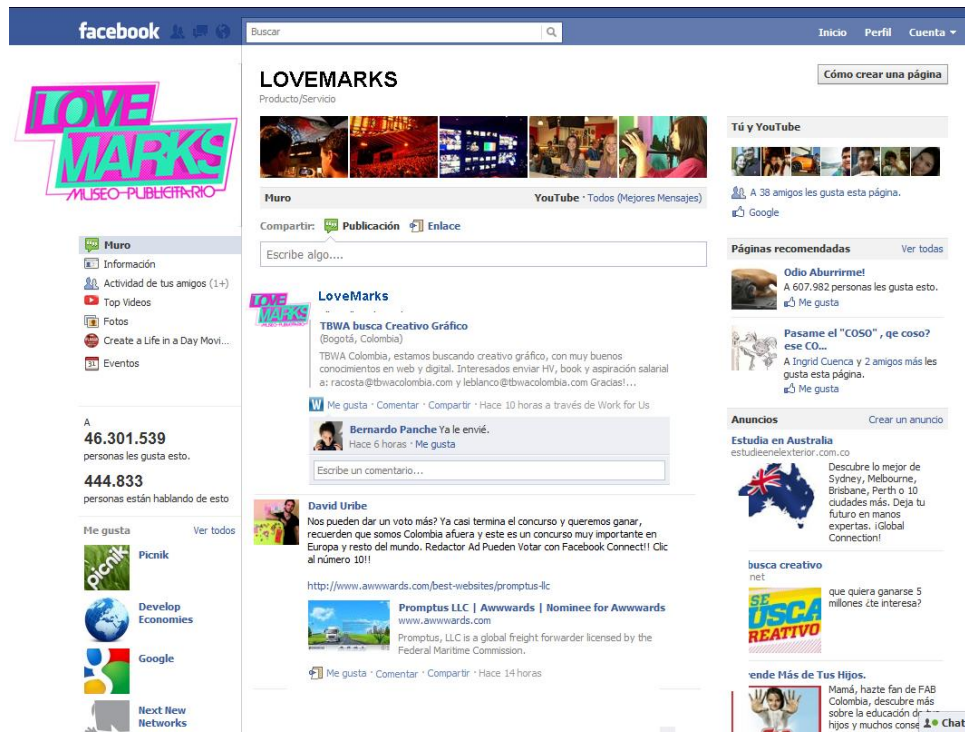 facebook
Buscar
Inicio Perfil Cuenta
LOVE
MARKS
MUSEO PUBLICITARIO
Muro
Información
Actividad de tus amigos (1+)
Top Videos
Fotos
Create a Life in a Day Movi...
31 Eventos
A
46.301.539
personas les gusta esto.
444.833
personas están hablando de esto
Me gusta Ver todos
picnik
Picnik
Develop
Economies
Google
Next New
Networks
LOVEMARKS
Producto/Servicio
Muro YouTube · Todos (Mejores Mensajes)
Compartir: Publicación Enlace
Escribe algo....
LOVE
MARKS
LoveMarks
TBWA busca Creativo Gráfico
(Bogotá, Colombia)
TBWA Colombia, estamos buscando creativo gráfico, con muy buenos
conocimientos en web y digital. Interesados enviar HV, book y aspiración salarial
a: racosta@tbwacolombia.com y leblanco@tbwacolombia.com Gracias!...
W Me gusta · Comentar · Compartir · Hace 10 horas a través de Work for Us
Bernardo Panche Ya le envié.
Hace 6 horas · Me gusta
Escribe un comentario...
David Uribe
Nos pueden dar un voto más? Ya casi termina el concurso y queremos ganar,
recuerden que somos Colombia afuera y este es un concurso muy importante en
Europa y resto del mundo. Redactor Ad Pueden Votar con Facebook Connect!! Clic
al número 10!!
http://www.awwwards.com/best-websites/promptus-llc
Promptus LLC | Awwwards | Nominee for Awwwards
www.awwwards.com
Promptus, LLC is a global freight forwarder licensed by the
Federal Maritime Commission.
Me gusta · Comentar · Compartir · Hace 14 horas
Cómo crear una página
Tú y YouTube
A 38 amigos les gusta esta página.
Google
Páginas recomendadas Ver todas
Odio Aburrirme!
A 607.982 personas les gusta esto.
Me gusta
Pasame el "COSO" , qe coso?
ese CO...
A Ingrid Cuenca y 2 amigos más les
gusta esta página.
Me gusta
Anuncios Crear un anuncio
Estudia en Australia
estudieenelexterior.com.co
Descubre lo mejor de
Sydney, Melbourne,
Brisbane, Perth o 10
ciudades más. Deja tu
futuro en manos
expertas. ¡Global
Connection!
busca creativo
net
SE
BUSCA
REATIVO
que quiera ganarse 5
millones ¿te interesa?
rende Más de Tus Hijos.
Mamá, hazte fan de FAB
Colombia, descubre más
sobre la educación de tus
hijos y muchos conse
Chat